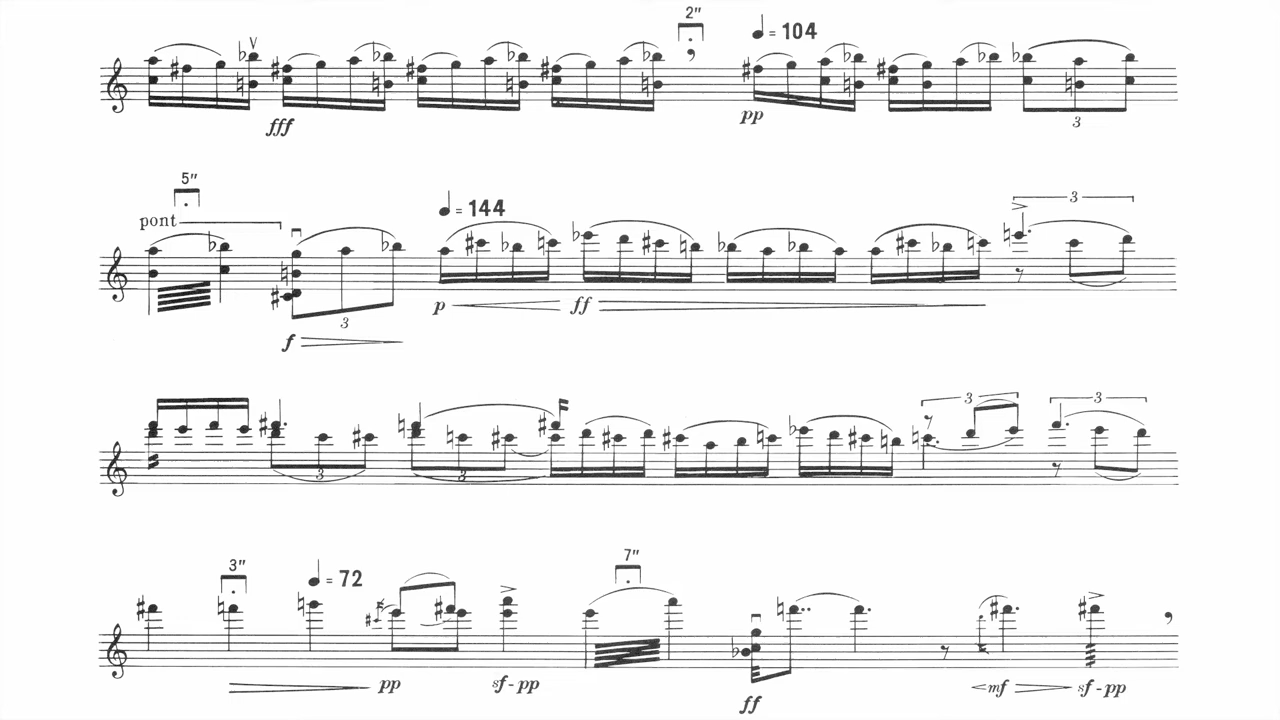 2″
♩ = 104
fff
pp
3
5″
pont
♩ = 144
3
p ff
3
f
3 3
3 3
3″
♩ = 72
7″
pp sf-pp
mf sf-pp
ff